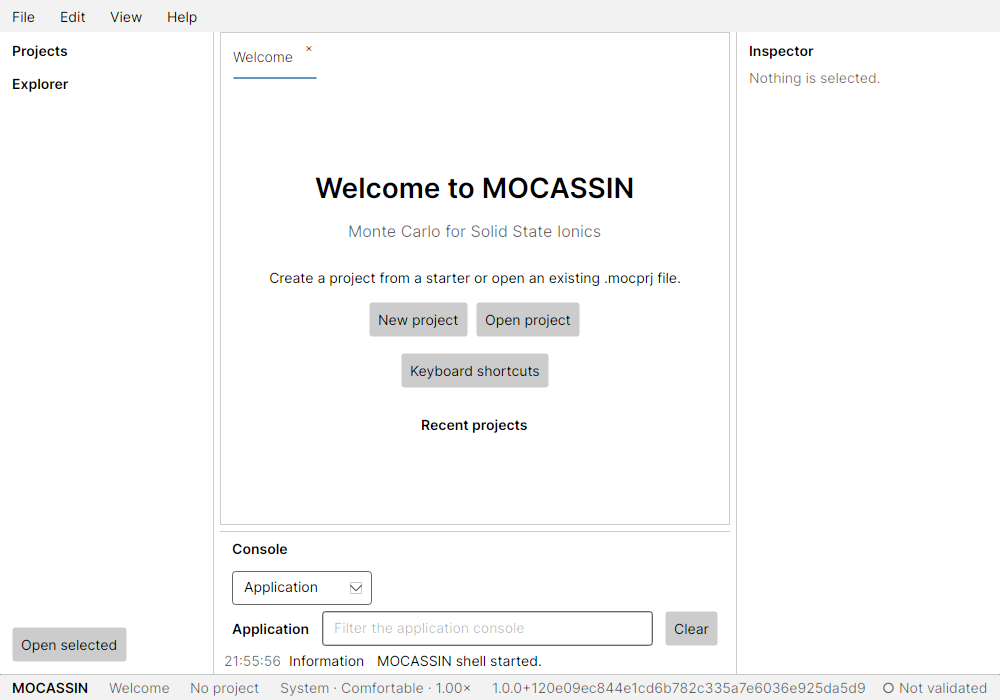 File Edit View Help
Projects
Explorer
Open selected
Welcome ×
Welcome to MOCASSIN
Monte Carlo for Solid State Ionics
Create a project from a starter or open an existing .mocprj file.
New project Open project
Keyboard shortcuts
Recent projects
Console
Application
Application Filter the application console Clear
21:55:56 Information MOCASSIN shell started.
Inspector
Nothing is selected.
MOCASSIN Welcome No project System · Comfortable · 1.00× 1.0.0+120e09ec844e1cd6b782c335a7e6036e925da5d9 Not validated